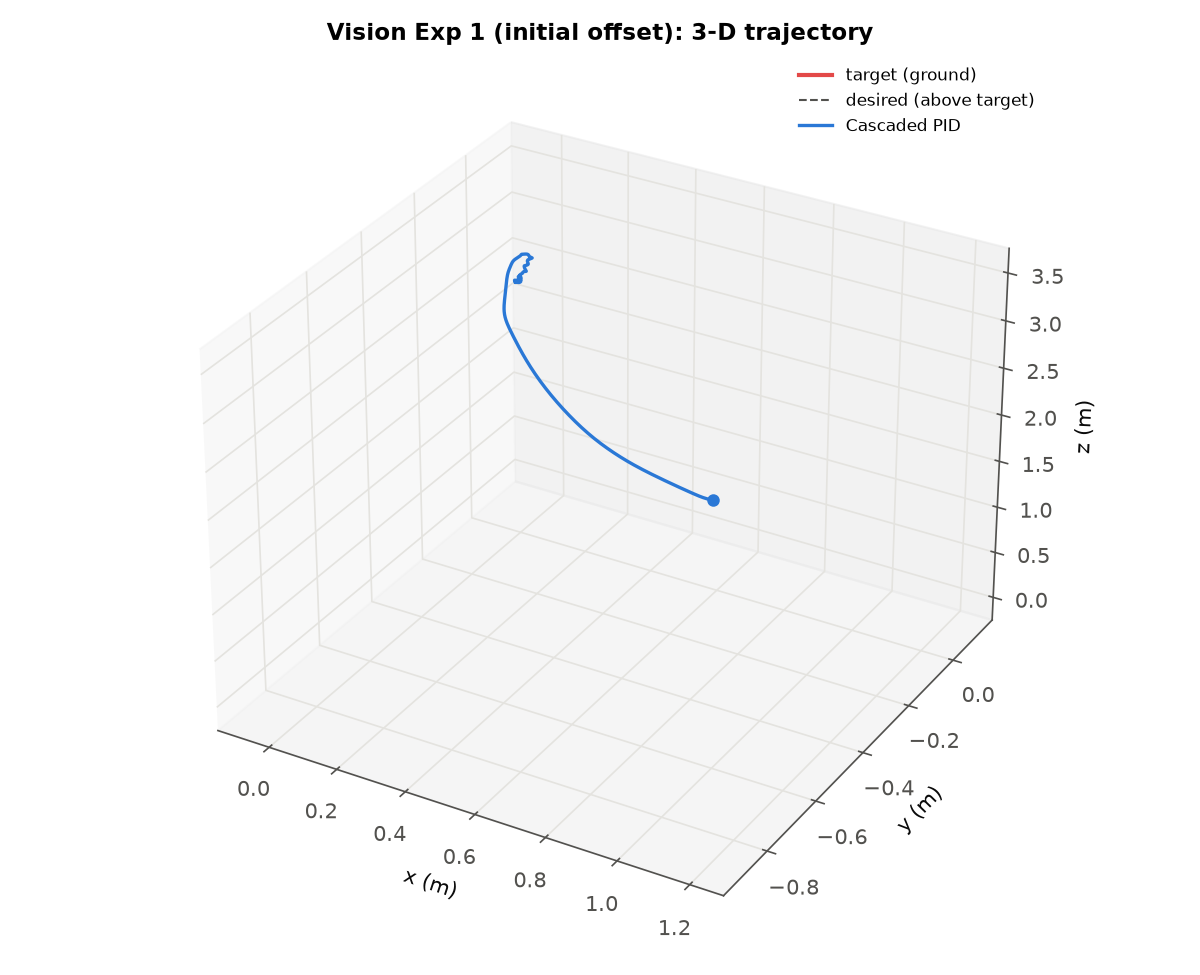 Vision Exp 1 (initial offset): 3-D trajectory
target (ground)
desired (above target)
Cascaded PID
3.5
3.0
2.5
2.0
1.5
1.0
0.5
0.0
z (m)
0.0
−0.2
−0.4
−0.6
−0.8
y (m)
0.0
0.2
0.4
0.6
0.8
1.0
1.2
x (m)